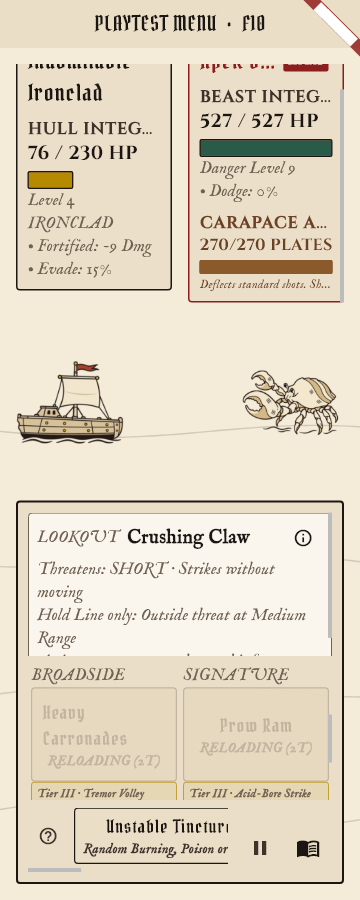 PLAYTEST MENU · F10
Indomitable
Ironclad
HULL INTEG...
76 / 230 HP
Level 4
IRONCLAD
• Fortified: -9 Dmg
• Evade: 15%
Apex
BEAST INTEG...
527 / 527 HP
Danger Level 9
• Dodge: 0%
CARAPACE A...
270/270 PLATES
Deflects standard shots. Sh...
LOOKOUT Crushing Claw
Threatens: SHORT · Strikes without
moving
Hold Line only: Outside threat at Medium
Range
BROADSIDE
Heavy
Carronades
RELOADING (2T)
Tier III · Tremor Volley
SIGNATURE
Prow Ram
RELOADING (2T)
Tier III · Acid-Bore Strike
Unstable Tincture
Random Burning, Poison or